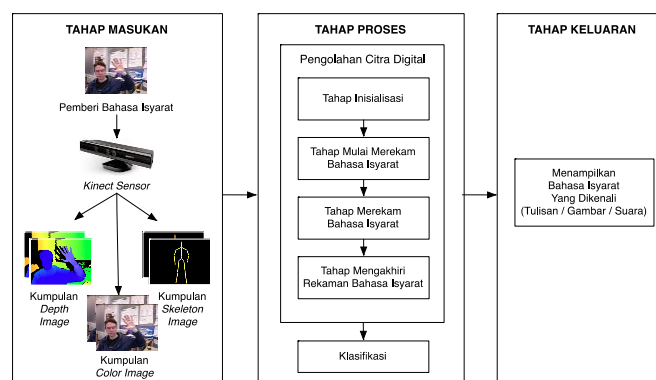 TAHAP MASUKAN
Pemberi Bahasa Isyarat
Kinect Sensor
Kumpulan
Depth
Image
Kumpulan
Skeleton
Image
Kumpulan
Color Image
TAHAP PROSES
Pengolahan Citra Digital
Tahap Inisialisasi
Tahap Mulai Merekam
Bahasa Isyarat
Tahap Merekam
Bahasa Isyarat
Tahap Mengakhiri
Rekaman Bahasa Isyarat
Klasifikasi
TAHAP KELUARAN
Menampilkan
Bahasa Isyarat
Yang Dikenali
(Tulisan / Gambar / Suara)